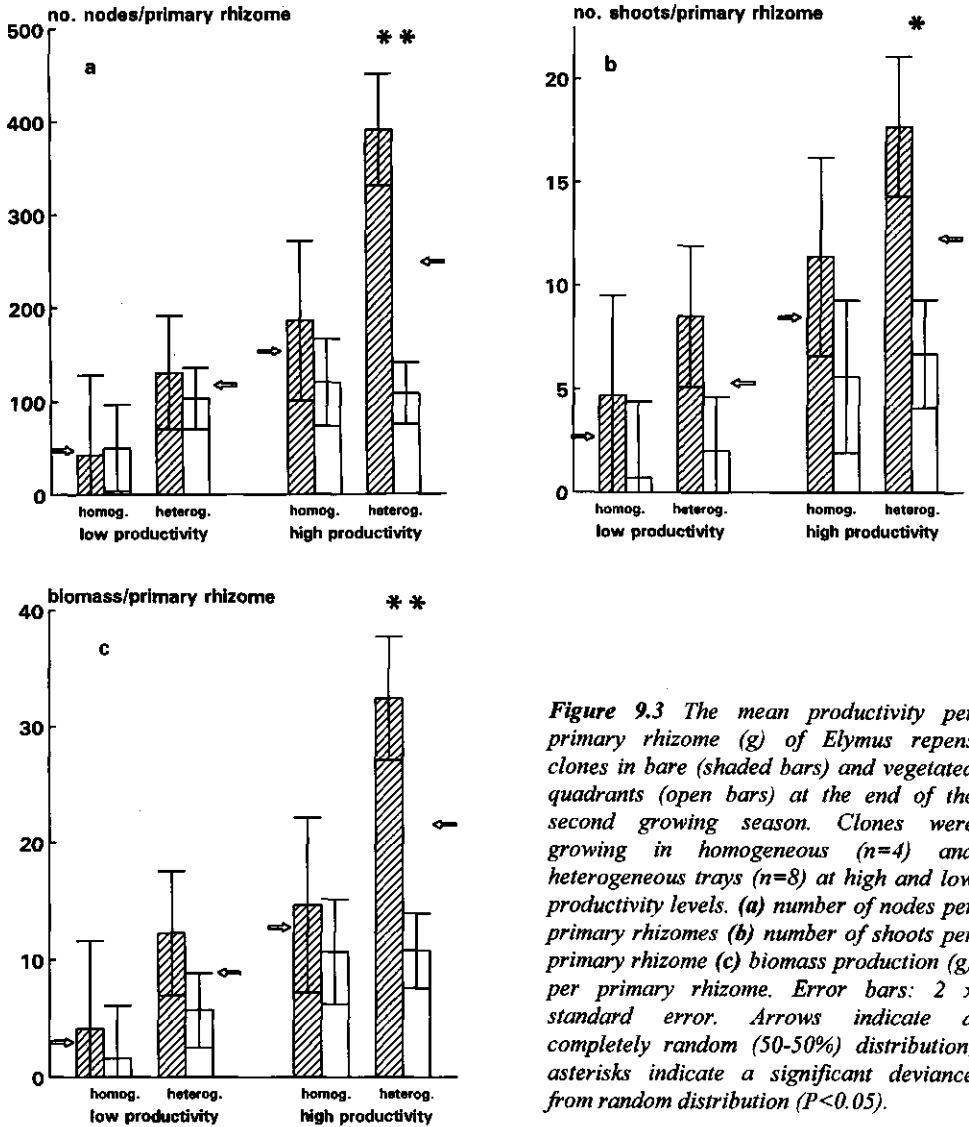 no. nodes/primary rhizome
500
400
300
200
100
0
a
* *
homog. heterog. homog. heterog.
low productivity high productivity
no. shoots/primary rhizome
20
15
10
5
0
b
*
homog. heterog. homog. heterog.
low productivity high productivity
biomass/primary rhizome
40
30
20
10
0
c
* *
homog. heterog. homog. heterog.
low productivity high productivity
Figure 9.3 The mean productivity per
primary rhizome (g) of Elymus repens
clones in bare (shaded bars) and vegetated
quadrants (open bars) at the end of the
second growing season. Clones were
growing in homogeneous (n=4) and
heterogeneous trays (n=8) at high and low
productivity levels. (a) number of nodes per
primary rhizomes (b) number of shoots per
primary rhizome (c) biomass production (g)
per primary rhizome. Error bars: 2 x
standard error. Arrows indicate a
completely random (50-50%) distribution,
asterisks indicate a significant deviance
from random distribution (P<0.05).